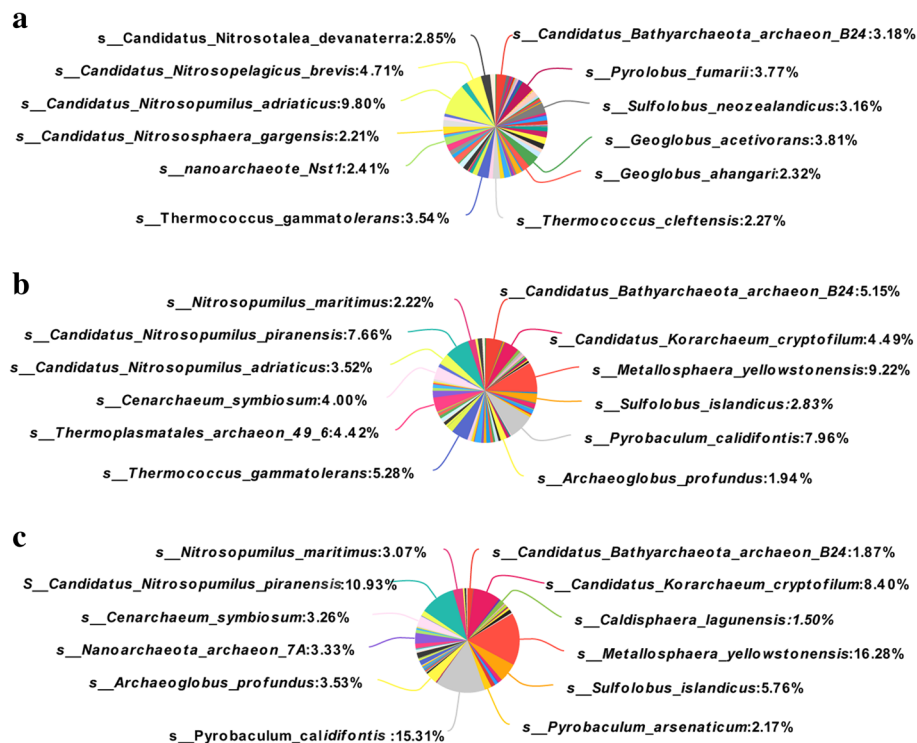 a
s__Candidatus_Nitrosotalea_devanaterra:2.85%
s__Candidatus_Bathyarchaeota_archaeon_B24:3.18%
s__Candidatus_Nitrosopelagicus_brevis:4.71%
s__Pyrolobus_fumarii:3.77%
s__Candidatus_Nitrosopumilus_adriaticus:9.80%
s__Sulfolobus_neozealandicus:3.16%
s__Candidatus_Nitrososphaera_gargensis:2.21%
s__Geoglobus_acetivorans:3.81%
s__nanoarchaeote_Nst1:2.41%
s__Geoglobus_ahangari:2.32%
s__Thermococcus_gammatolerans:3.54%
s__Thermococcus_cleftensis:2.27%
b
s__Nitrosopumilus_maritimus:2.22%
s__Candidatus_Bathyarchaeota_archaeon_B24:5.15%
s__Candidatus_Nitrosopumilus_piranensis:7.66%
s__Candidatus_Korarchaeum_cryptofilum:4.49%
s__Candidatus_Nitrosopumilus_adriaticus:3.52%
s__Metallosphaera_yellowstonensis:9.22%
s__Cenarchaeum_symbiosum:4.00%
s__Sulfolobus_islandicus:2.83%
s__Thermoplasmatales_archaeon_49_6:4.42%
s__Pyrobaculum_calidifontis:7.96%
s__Thermococcus_gammatolerans:5.28%
s__Archaeoglobus_profundus:1.94%
c
s__Nitrosopumilus_maritimus:3.07%
s__Candidatus_Bathyarchaeota_archaeon_B24:1.87%
S__Candidatus_Nitrosopumilus_piranensis:10.93%
s__Candidatus_Korarchaeum_cryptofilum:8.40%
s__Cenarchaeum_symbiosum:3.26%
s__Caldisphaera_lagunensis:1.50%
s__Nanoarchaeota_archaeon_7A:3.33%
s__Metallosphaera_yellowstonensis:16.28%
s__Archaeoglobus_profundus:3.53%
s__Sulfolobus_islandicus:5.76%
s__Pyrobaculum_calidifontis :15.31%
s__Pyrobaculum_arsenaticum:2.17%